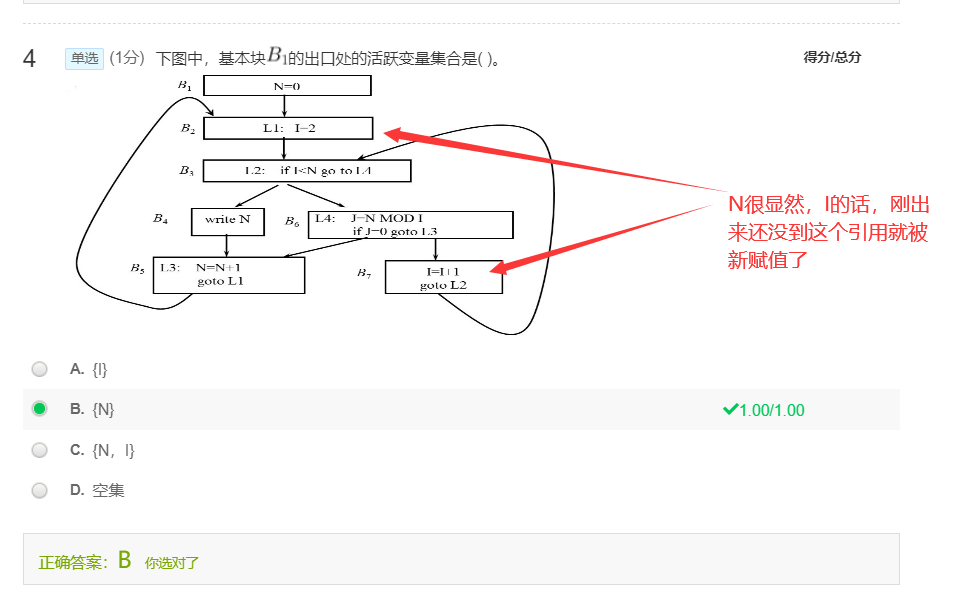 4 单选 (1分) 下图中，基本块B1的出口处的活跃变量集合是( )。 得分/总分
B1 N=0
B2 L1: I=2
B3 L2: if I<N go to L4
B4 write N
B6 L4: J=N MOD I
if J=0 goto L3
B5 L3: N=N+1
goto L1
B7 I=I+1
goto L2
N很显然，I的话，刚出
来还没到这个引用就被
新赋值了
A. {I}
B. {N} 1.00/1.00
C. {N，I}
D. 空集
正确答案：B 你选对了